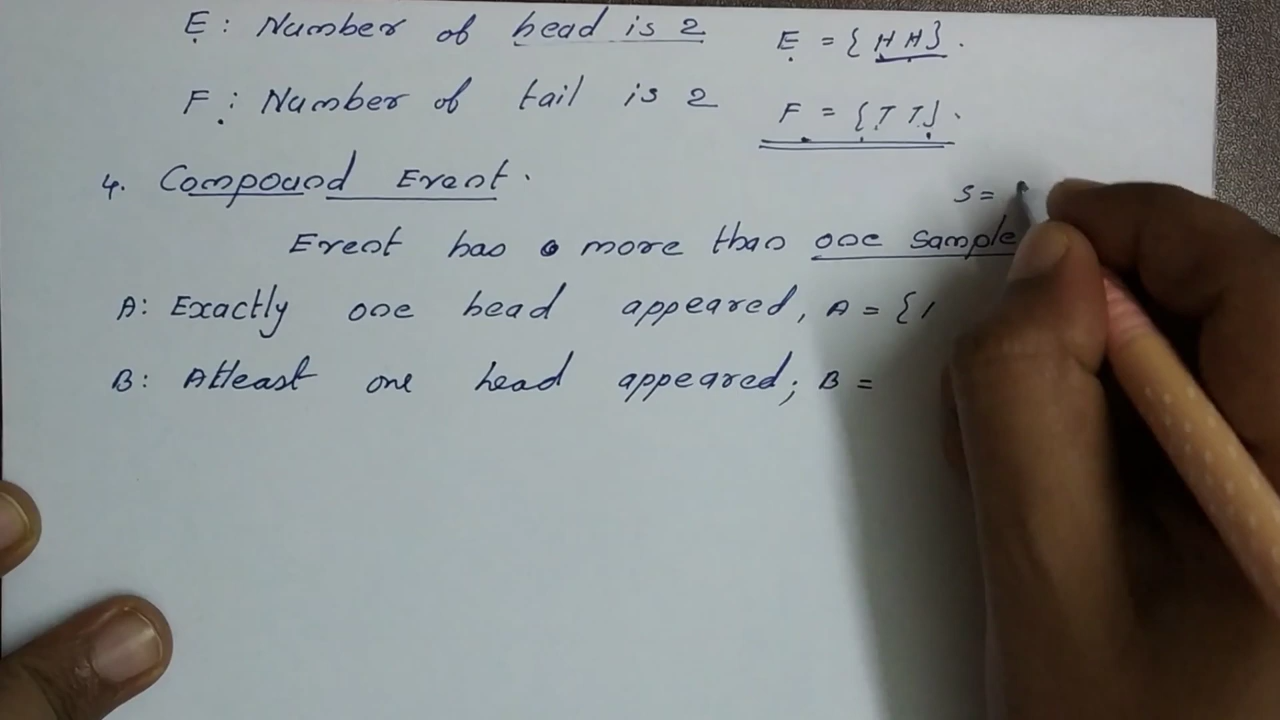 E: Number of head is 2 E = {HH}.
F: Number of tail is 2 F = {TT}.
4. Compound Event.
S =
Event has more than one sample
A: Exactly one head appeared, A = {
B: Atleast one head appeared; B =